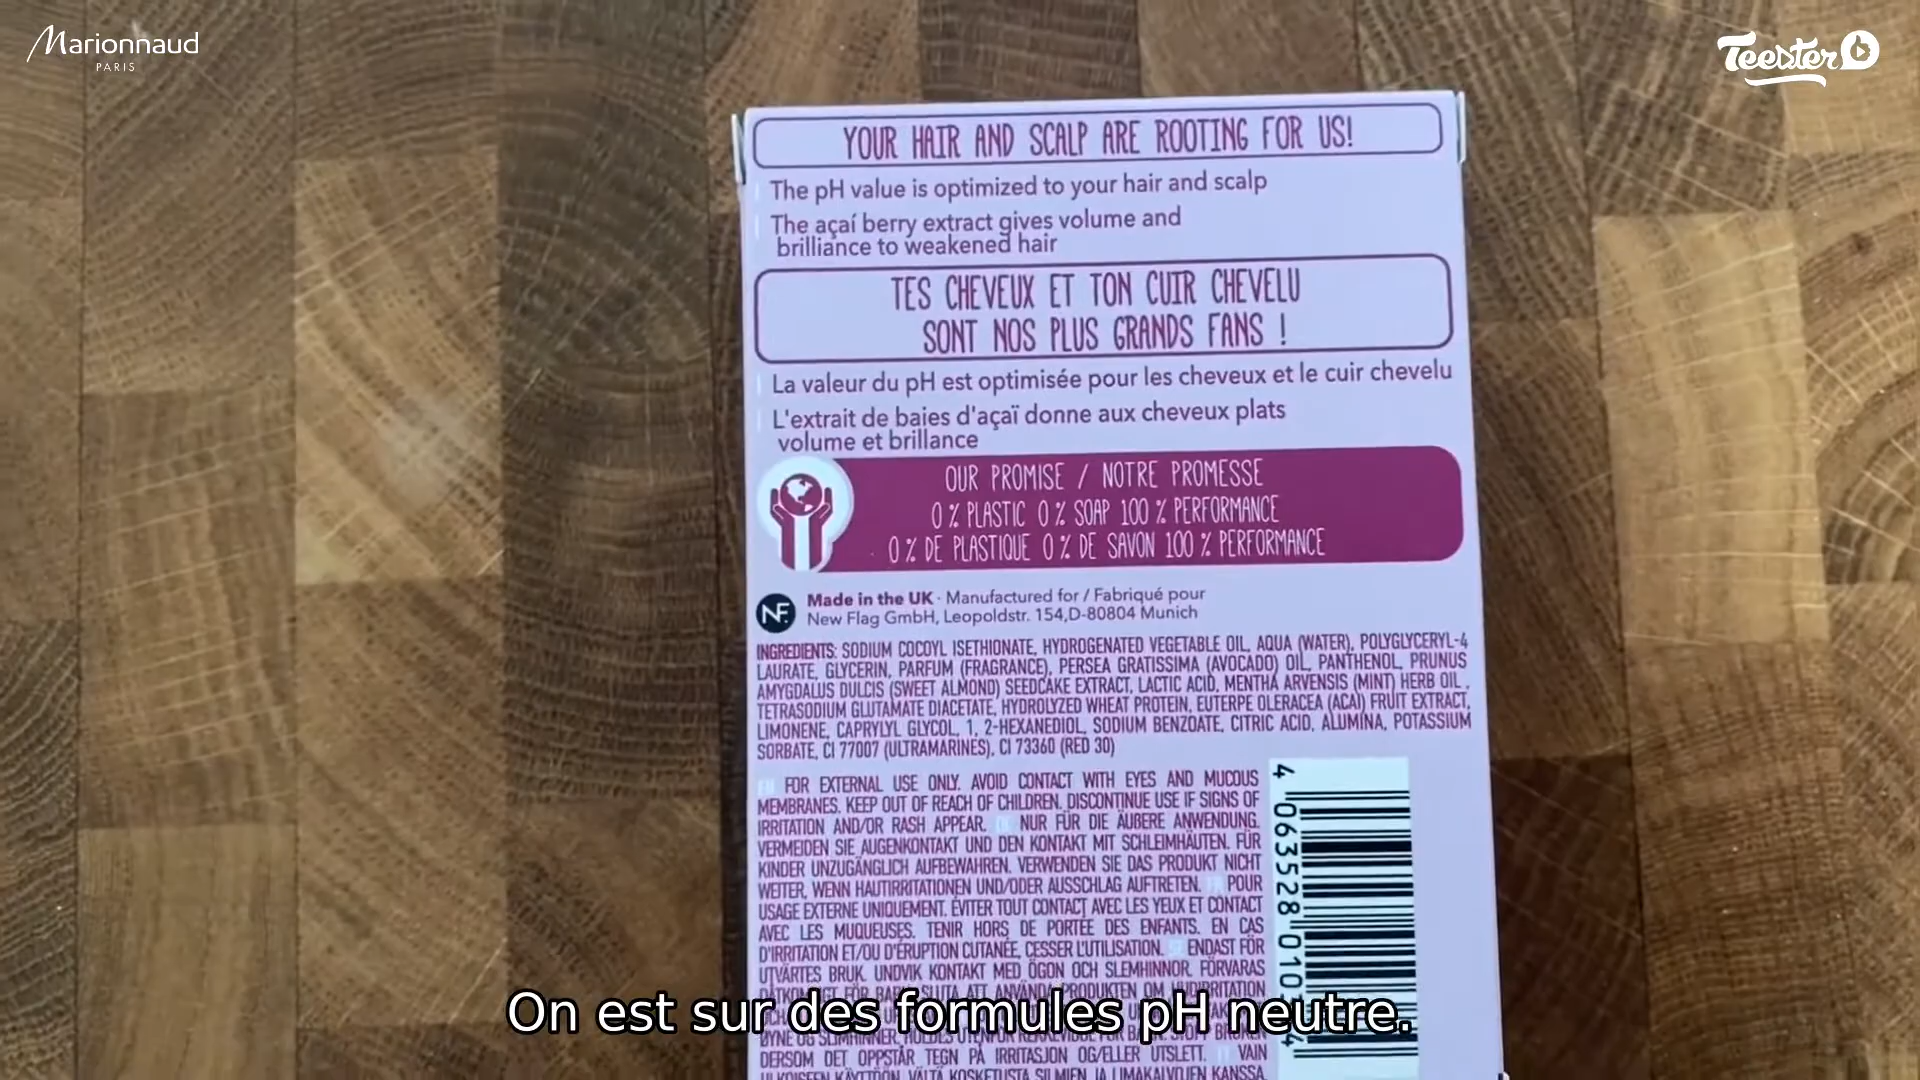 Marionnaud
PARIS
Teester
YOUR HAIR AND SCALP ARE ROOTING FOR US!
The pH value is optimized to your hair and scalp
The açaí berry extract gives volume and
brilliance to weakened hair
TES CHEVEUX ET TON CUIR CHEVELU
SONT NOS PLUS GRANDS FANS !
La valeur du pH est optimisée pour les cheveux et le cuir chevelu
L'extrait de baies d'açaï donne aux cheveux plats
volume et brillance
OUR PROMISE / NOTRE PROMESSE
0 % PLASTIC 0 % SOAP 100 % PERFORMANCE
0 % DE PLASTIQUE 0 % DE SAVON 100 % PERFORMANCE
NF.
Made in the UK · Manufactured for / Fabriqué pour
New Flag GmbH, Leopoldstr. 154,D-80804 Munich
INGREDIENTS: SODIUM COCOYL ISETHIONATE, HYDROGENATED VEGETABLE OIL, AQUA (WATER), POLYGLYCERYL-4
LAURATE, GLYCERIN, PARFUM (FRAGRANCE), PERSEA GRATISSIMA (AVOCADO) OIL, PANTHENOL, PRUNUS
AMYGDALUS DULCIS (SWEET ALMOND) SEEDCAKE EXTRACT, LACTIC ACID, MENTHA ARVENSIS (MINT) HERB OIL ,
TETRASODIUM GLUTAMATE DIACETATE, HYDROLYZED WHEAT PROTEIN, EUTERPE OLERACEA (ACAI) FRUIT EXTRACT,
LIMONENE, CAPRYLYL GLYCOL, 1, 2-HEXANEDIOL, SODIUM BENZOATE, CITRIC ACID, ALUMINA, POTASSIUM
SORBATE, CI 77007 (ULTRAMARINES), CI 73360 (RED 30)
FOR EXTERNAL USE ONLY. AVOID CONTACT WITH EYES AND MUCOUS
MEMBRANES. KEEP OUT OF REACH OF CHILDREN. DISCONTINUE USE IF SIGNS OF
IRRITATION AND/OR RASH APPEAR. NUR FÜR DIE ÄUßERE ANWENDUNG.
VERMEIDEN SIE AUGENKONTAKT UND DEN KONTAKT MIT SCHLEIMHÄUTEN. FÜR
KINDER UNZUGÄNGLICH AUFBEWAHREN. VERWENDEN SIE DAS PRODUKT NICHT
WEITER, WENN HAUTIRRITATIONEN UND/ODER AUSSCHLAG AUFTRETEN. POUR
USAGE EXTERNE UNIQUEMENT. ÉVITER TOUT CONTACT AVEC LES YEUX ET CONTACT
AVEC LES MUQUEUSES. TENIR HORS DE PORTÉE DES ENFANTS. EN CAS
D'IRRITATION ET/OU D'ÉRUPTION CUTANÉE, CESSER L'UTILISATION. ENDAST FÖR
UTVÄRTES BRUK. UNDVIK KONTAKT MED ÖGON OCH SLEMHINNOR. FÖRVARAS
SLUTA ATT ANVÄNDA PRODUKTEN OM HUDIRRITATION
On est sur des formules pH neutre.
DERSOM DET OPPSTÅR TEGN PÅ IRRITASJON OG/ELLER UTSLETT. VAIN
ULKOISEEN KÄYTTÖÖN. VÄLTÄ KOSKETUSTA SILMIEN JA LIMAKALVOJEN KANSSA.
4 063528 010